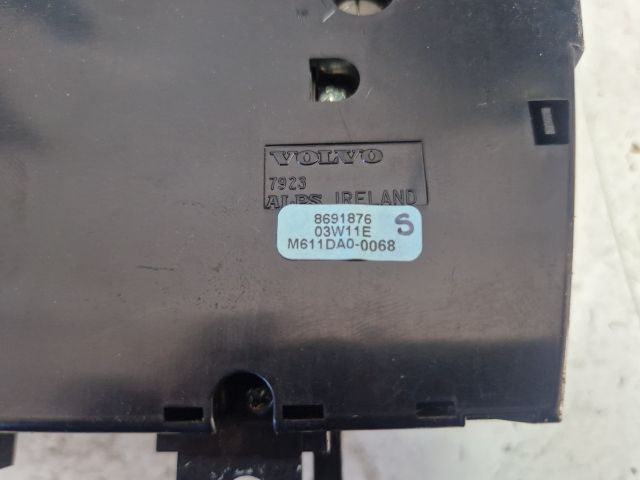 VOLVO
7923
ALPS IRELAND
8691876 S
03W11E
M611DA0-0068